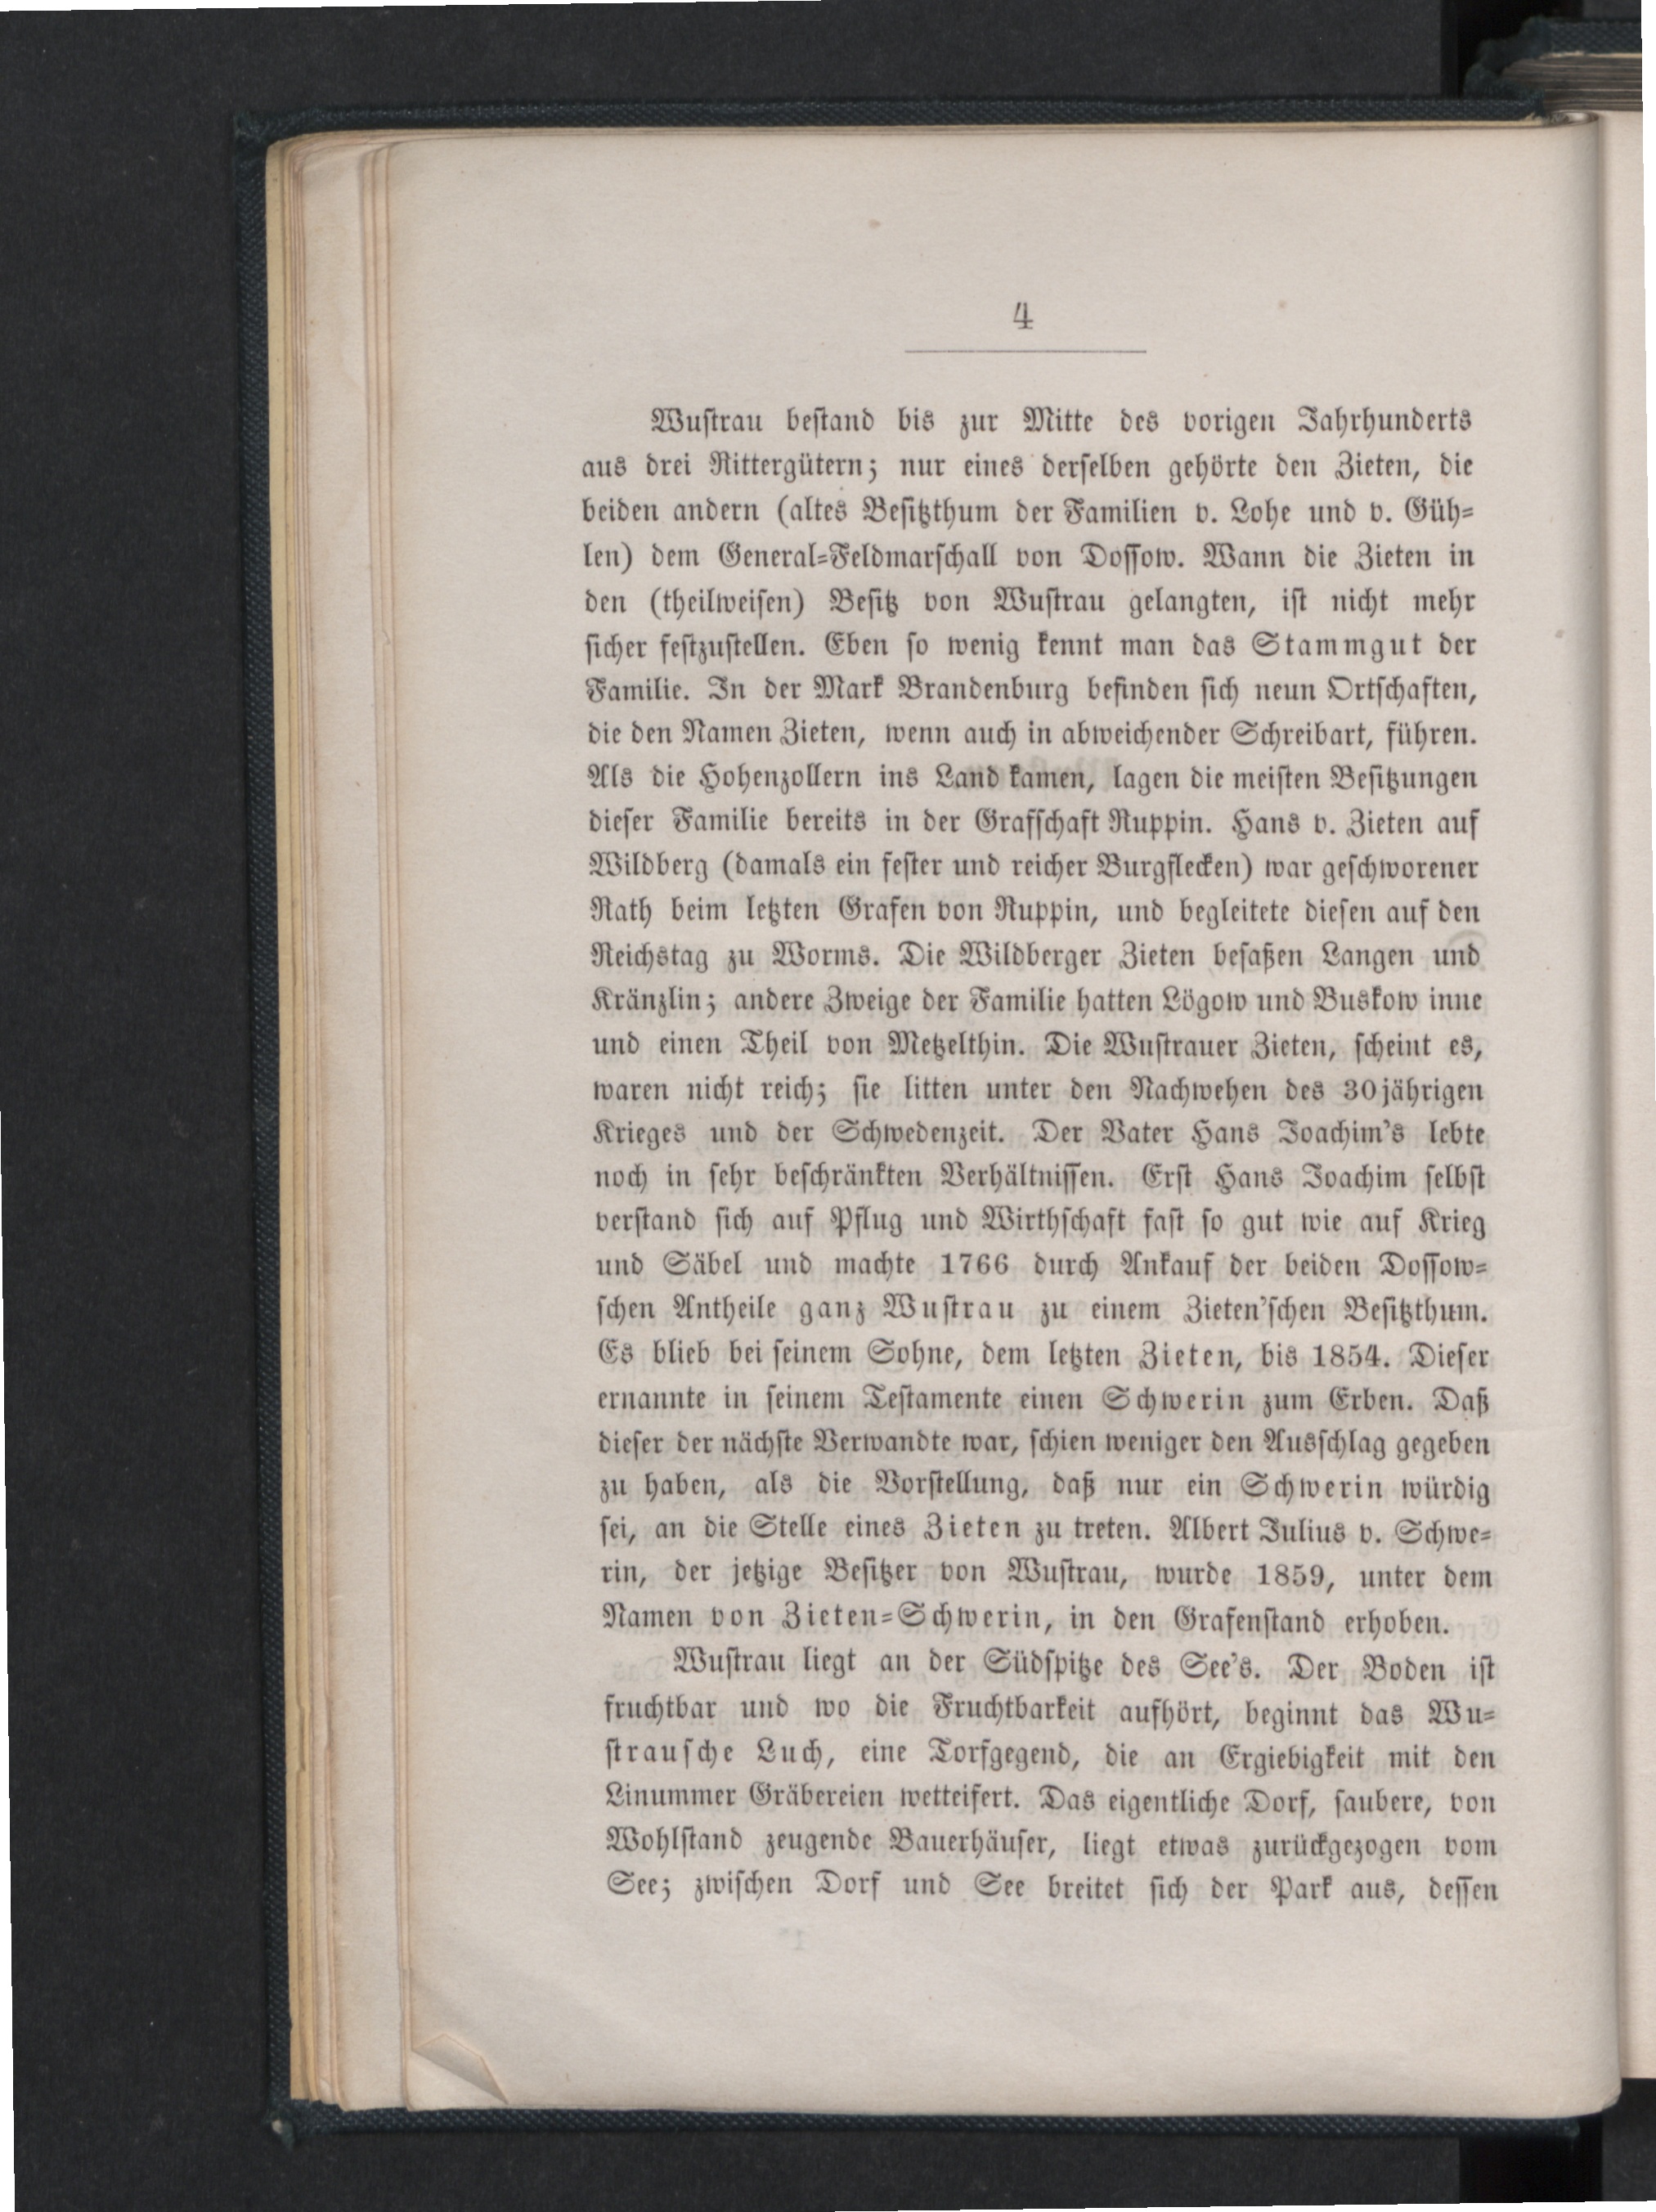 4
Wuſtrau beſtand bis zur Mitte des vorigen Jahrhunderts
aus drei Rittergütern; nur eines derſelben gehörte den Zieten, die
beiden andern (altes Beſitzthum der Familien v. Lohe und v. Güh-
len) dem General-Feldmarſchall von Doſſow. Wann die Zieten in
den (theilweiſen) Beſitz von Wuſtrau gelangten, iſt nicht mehr
ſicher feſtzuſtellen. Eben ſo wenig kennt man das Stammgut der
Familie. In der Mark Brandenburg befinden ſich neun Ortſchaften,
die den Namen Zieten, wenn auch in abweichender Schreibart, führen.
Als die Hohenzollern ins Land kamen, lagen die meiſten Beſitzungen
dieſer Familie bereits in der Grafſchaft Ruppin. Hans v. Zieten auf
Wildberg (damals ein feſter und reicher Burgflecken) war geſchworener
Rath beim letzten Grafen von Ruppin, und begleitete dieſen auf den
Reichstag zu Worms. Die Wildberger Zieten beſaßen Langen und
Kränzlin; andere Zweige der Familie hatten Lögow und Buskow inne
und einen Theil von Metzelthin. Die Wuſtrauer Zieten, ſcheint es,
waren nicht reich; ſie litten unter den Nachwehen des 30jährigen
Krieges und der Schwedenzeit. Der Vater Hans Joachim's lebte
noch in ſehr beſchränkten Verhältniſſen. Erſt Hans Joachim ſelbſt
verſtand ſich auf Pflug und Wirthſchaft faſt ſo gut wie auf Krieg
und Säbel und machte 1766 durch Ankauf der beiden Doſſow-
ſchen Antheile ganz Wuſtrau zu einem Zieten'ſchen Beſitzthum.
Es blieb bei ſeinem Sohne, dem letzten Zieten, bis 1854. Dieſer
ernannte in ſeinem Teſtamente einen Schwerin zum Erben. Daß
dieſer der nächſte Verwandte war, ſchien weniger den Ausſchlag gegeben
zu haben, als die Vorſtellung, daß nur ein Schwerin würdig
ſei, an die Stelle eines Zieten zu treten. Albert Julius v. Schwe-
rin, der jetzige Beſitzer von Wuſtrau, wurde 1859, unter dem
Namen von Zieten-Schwerin, in den Grafenſtand erhoben.
Wuſtrau liegt an der Südſpitze des See's. Der Boden iſt
fruchtbar und wo die Fruchtbarkeit aufhört, beginnt das Wu-
ſtrauſche Luch, eine Torfgegend, die an Ergiebigkeit mit den
Linummer Gräbereien wetteifert. Das eigentliche Dorf, ſaubere, von
Wohlſtand zeugende Bauerhäuſer, liegt etwas zurückgezogen vom
See; zwiſchen Dorf und See breitet ſich der Park aus, deſſen